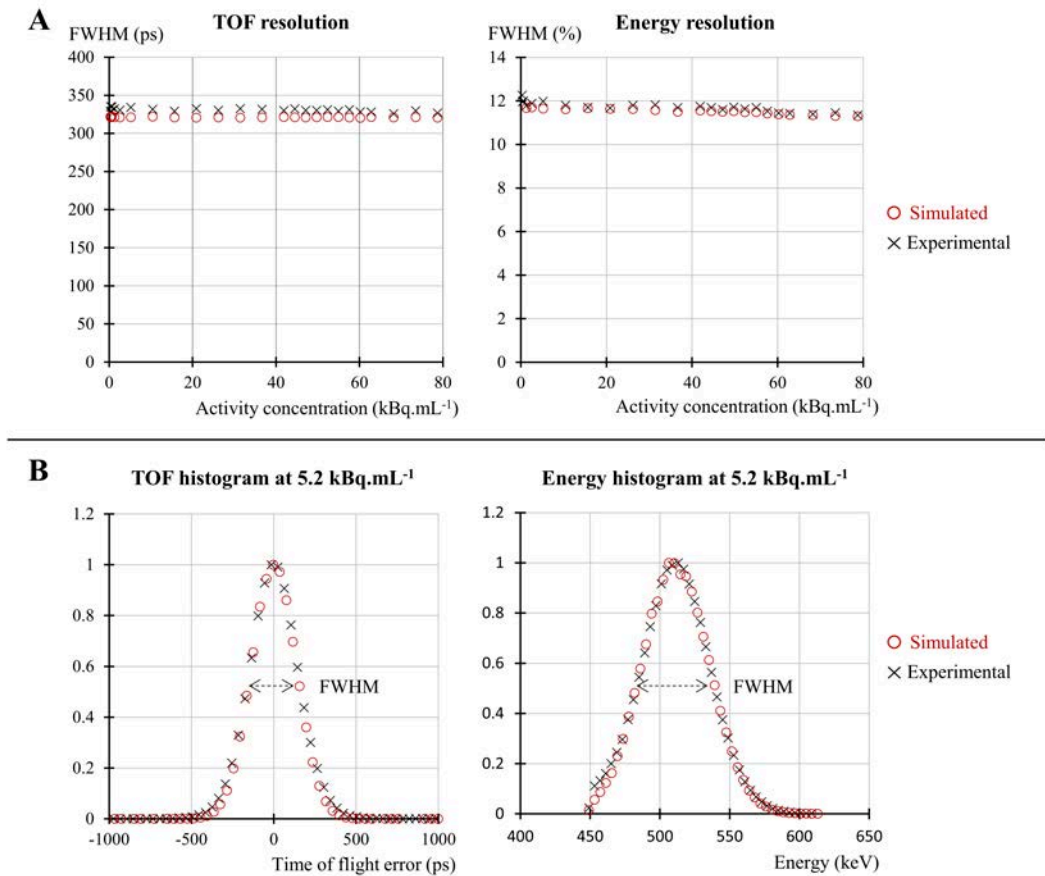 A
TOF resolution
FWHM (ps)
400
350
300
250
200
150
100
50
0
0 20 40 60 80
Activity concentration (kBq.mL⁻¹)
Energy resolution
FWHM (%)
14
12
10
8
6
4
2
0
0 20 40 60 80
Activity concentration (kBq.mL⁻¹)
Simulated
Experimental
B
TOF histogram at 5.2 kBq.mL⁻¹
1.2
1
0.8
0.6
0.4
0.2
0
FWHM
-1000 -500 0 500 1000
Time of flight error (ps)
Energy histogram at 5.2 kBq.mL⁻¹
1.2
1
0.8
0.6
0.4
0.2
0
FWHM
400 450 500 550 600 650
Energy (keV)
Simulated
Experimental